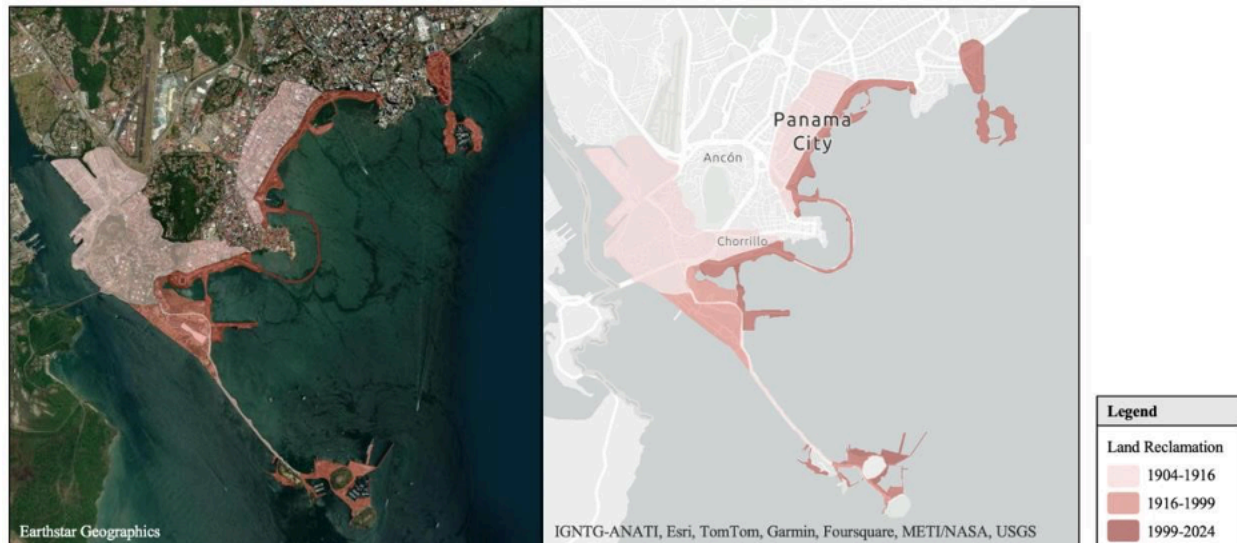 Earthstar Geographics
Panama
City
Ancón
Chorrillo
IGNTG-ANATI, Esri, TomTom, Garmin, Foursquare, METI/NASA, USGS
Legend
Land Reclamation
1904-1916
1916-1999
1999-2024